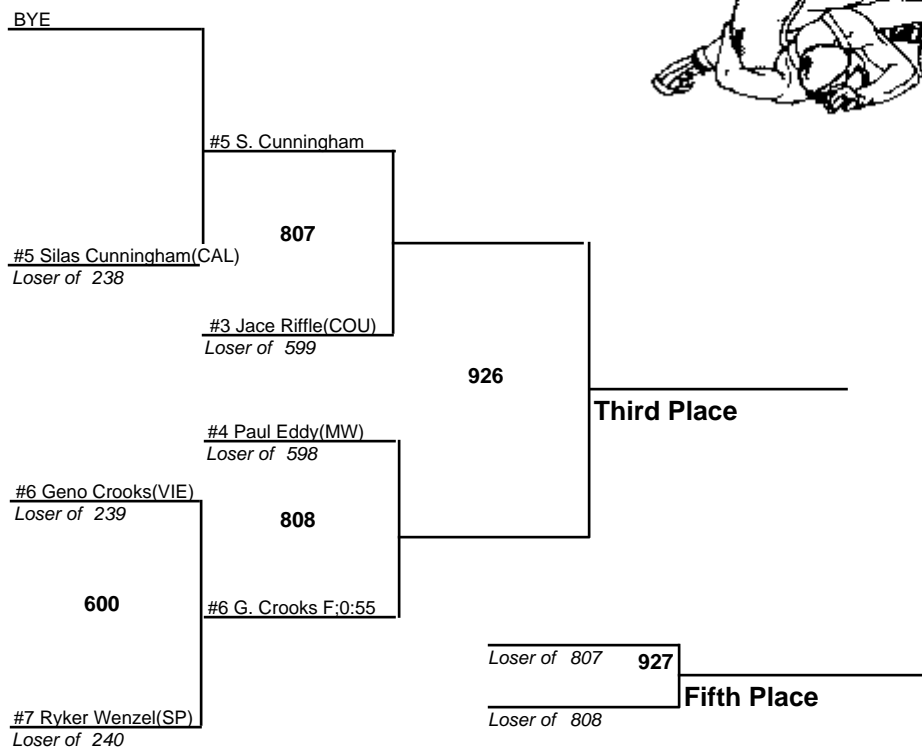 BYE
#5 S. Cunningham
807
#5 Silas Cunningham(CAL)
Loser of 238
#3 Jace Riffle(COU)
Loser of 599
926
Third Place
#4 Paul Eddy(MW)
Loser of 598
#6 Geno Crooks(VIE)
Loser of 239
808
600
#6 G. Crooks F;0:55
Loser of 807
927
Fifth Place
#7 Ryker Wenzel(SP)
Loser of 808
Loser of 240